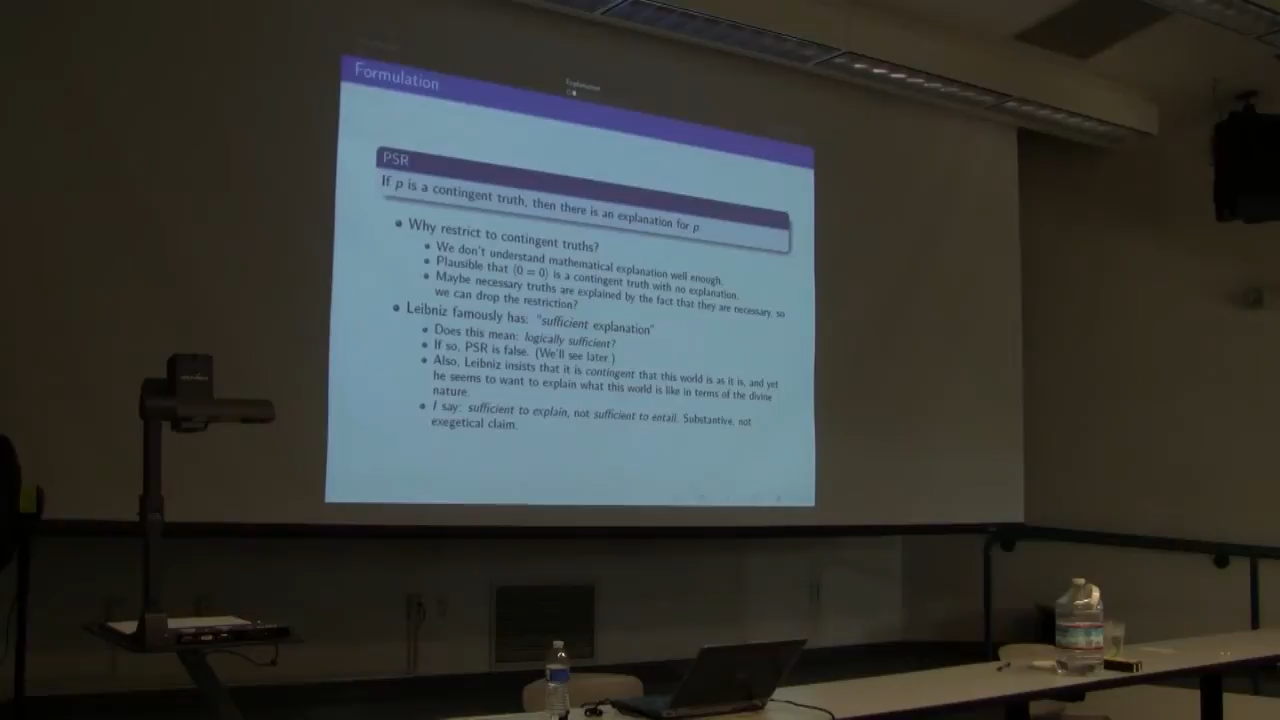 Explanation
Formulation
PSR
If p is a contingent truth, then there is an explanation for p
Why restrict to contingent truths?
We don't understand mathematical explanation well enough.
Plausible that ⟨0 = 0⟩ is a contingent truth with no explanation.
Maybe necessary truths are explained by the fact that they are necessary, so
we can drop the restriction?
Leibniz famously has: "sufficient explanation"
Does this mean: logically sufficient?
If so, PSR is false. (We'll see later.)
Also, Leibniz insists that it is contingent that this world is as it is, and yet
he seems to want to explain what this world is like in terms of the divine
nature.
I say: sufficient to explain, not sufficient to entail. Substantive, not
exegetical claim.